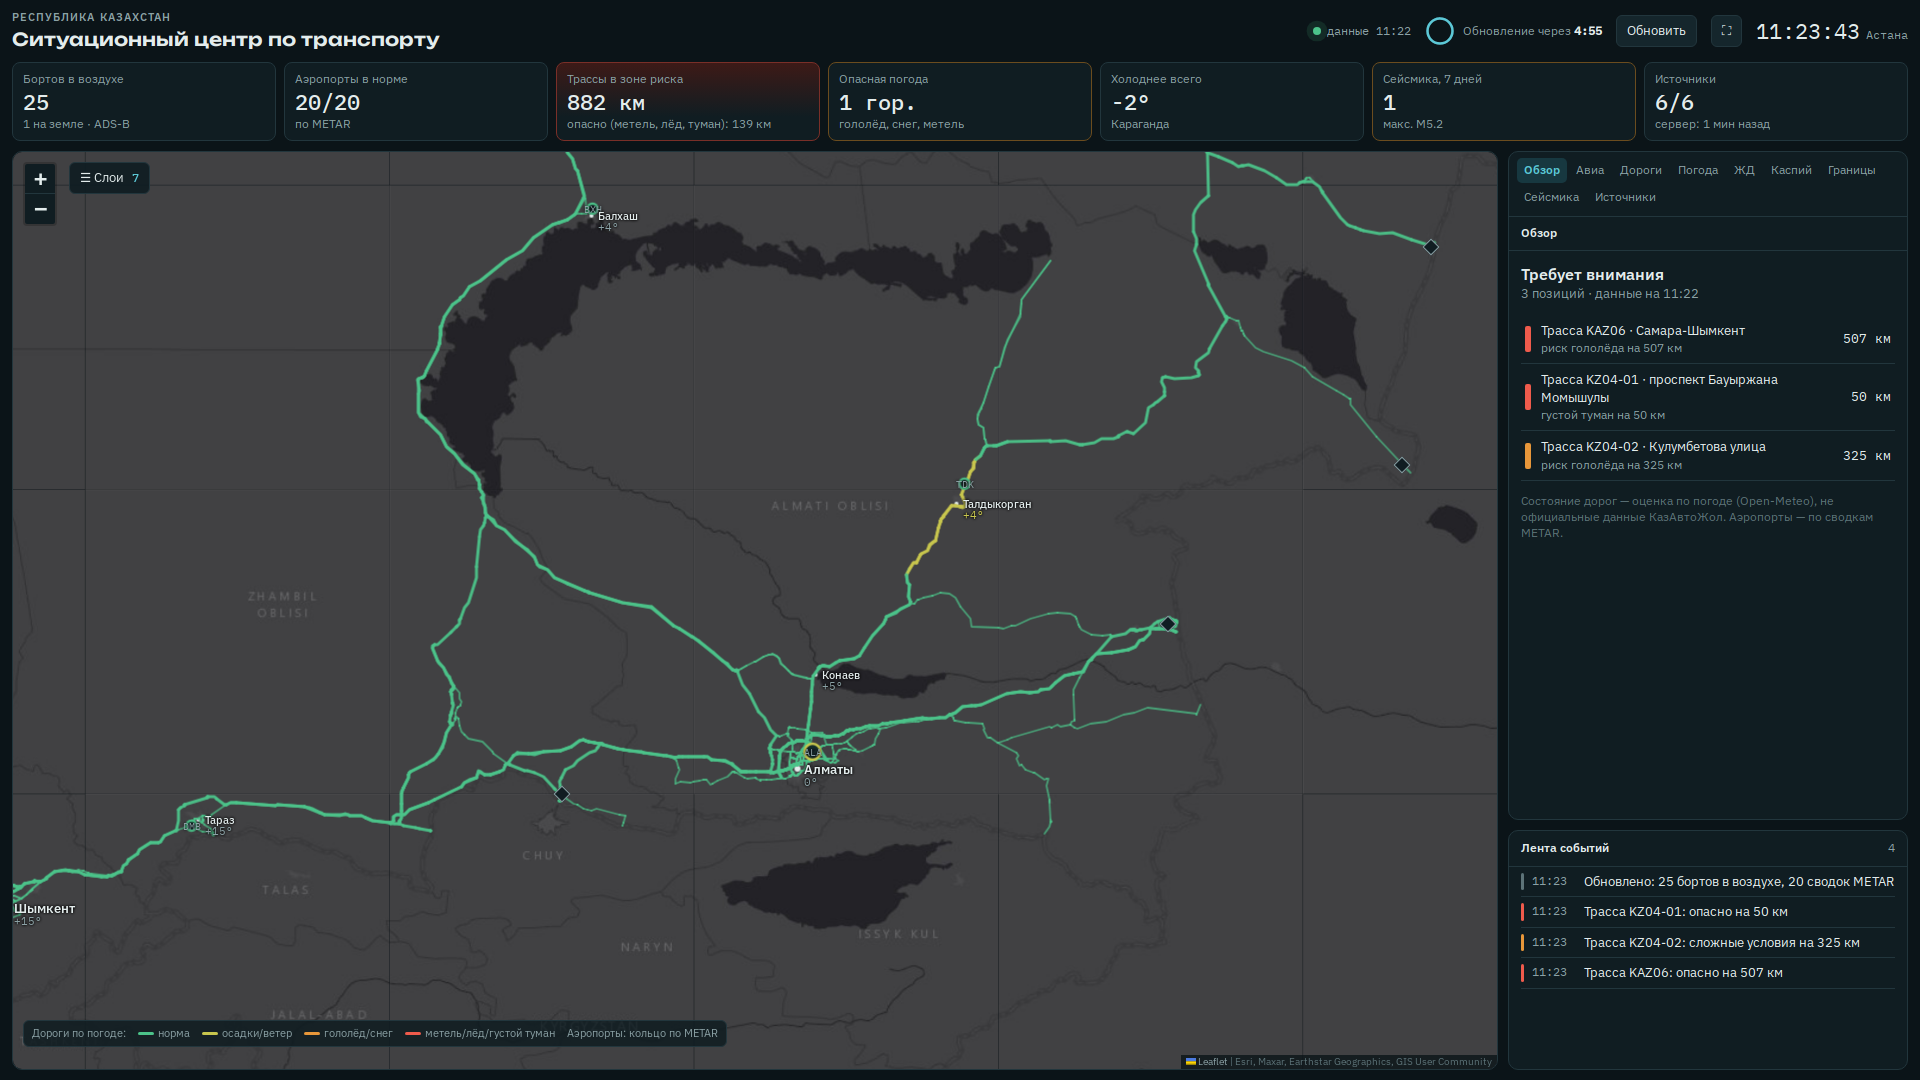 РЕСПУБЛИКА КАЗАХСТАН
Ситуационный центр по транспорту
данные 11:22
Обновление через 4:55
Обновить
11:23:43 Астана
Бортов в воздухе
25
1 на земле · ADS-B
Аэропорты в норме
20/20
по METAR
Трассы в зоне риска
882 км
опасно (метель, лёд, туман): 139 км
Опасная погода
1 гор.
гололёд, снег, метель
Холоднее всего
-2°
Караганда
Сейсмика, 7 дней
1
макс. M5.2
Источники
6/6
сервер: 1 мин назад
+
−
☰ Слои 7
Балхаш
+4°
TDK
Талдыкорган
+4°
ALMATI OBLISI
ZHAMBIL
OBLISI
Конаев
+5°
Алматы
0°
Тараз
+15°
CHUY
TALAS
Шымкент
+15°
ISSYK KUL
NARYN
JALAL-ABAD
Дороги по погоде: норма осадки/ветер гололёд/снег метель/лёд/густой туман Аэропорты: кольцо по METAR
Leaflet | Esri, Maxar, Earthstar Geographics, GIS User Community
Обзор Авиа Дороги Погода ЖД Каспий Границы
Сейсмика Источники
Обзор
Требует внимания
3 позиций · данные на 11:22
Трасса KAZ06 · Самара-Шымкент
риск гололёда на 507 км
507 км
Трасса KZ04-01 · проспект Бауыржана
Момышулы
густой туман на 50 км
50 км
Трасса KZ04-02 · Кулумбетова улица
риск гололёда на 325 км
325 км
Состояние дорог — оценка по погоде (Open-Meteo), не
официальные данные КазАвтоЖол. Аэропорты — по сводкам
METAR.
Лента событий 4
11:23 Обновлено: 25 бортов в воздухе, 20 сводок METAR
11:23 Трасса KZ04-01: опасно на 50 км
11:23 Трасса KZ04-02: сложные условия на 325 км
11:23 Трасса KAZ06: опасно на 507 км